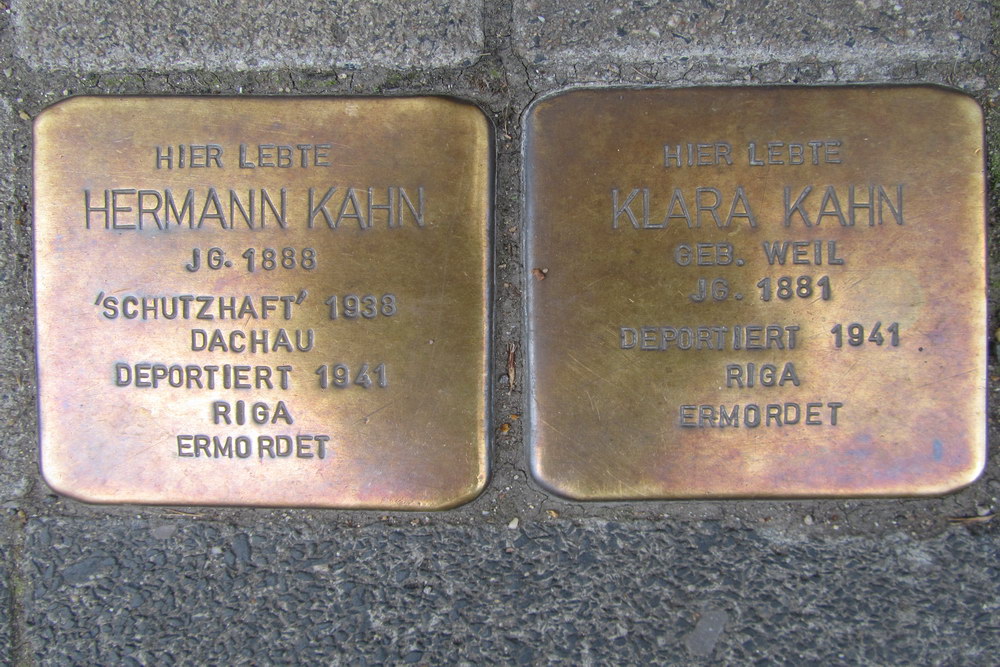 HIER LEBTE
HERMANN KAHN
JG. 1888
'SCHUTZHAFT' 1938
DACHAU
DEPORTIERT 1941
RIGA
ERMORDET
HIER LEBTE
KLARA KAHN
GEB. WEIL
JG. 1881
DEPORTIERT 1941
RIGA
ERMORDET